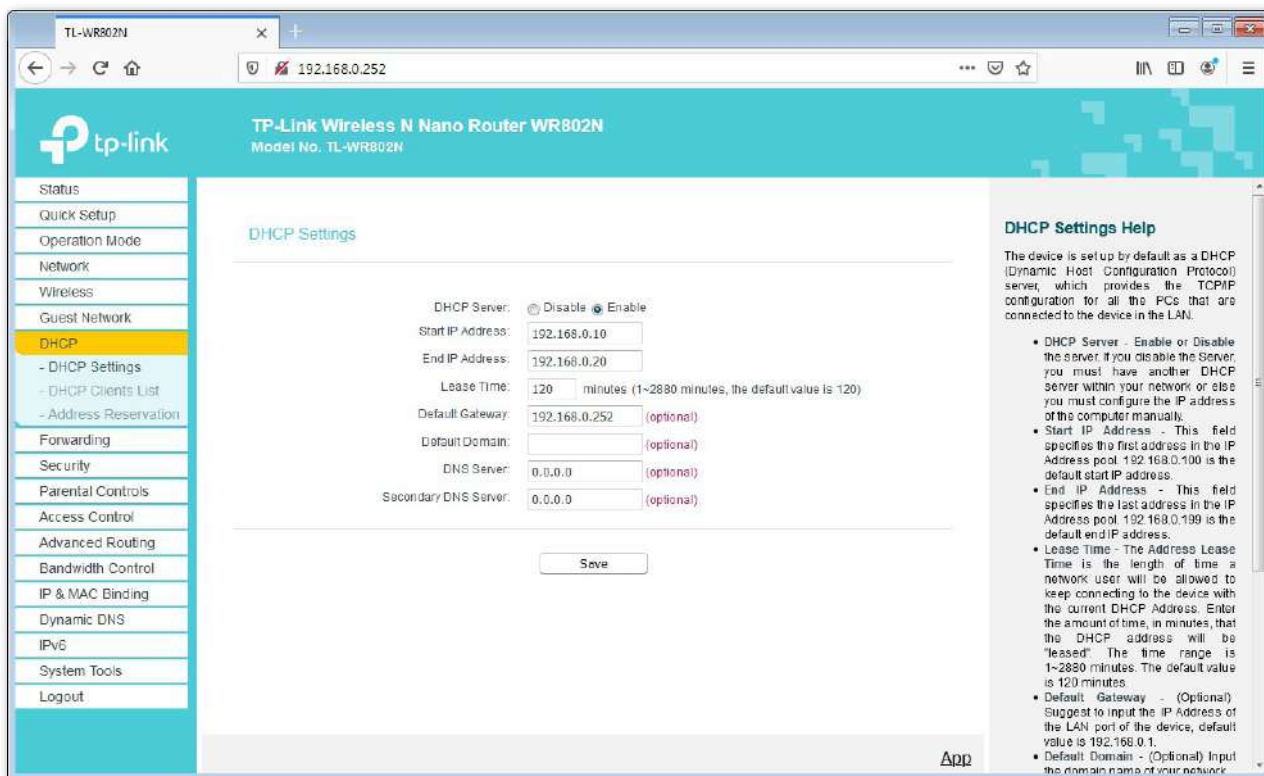 TL-WR802N
192.168.0.252
tp-link
TP-Link Wireless N Nano Router WR802N
Model No. TL-WR802N
Status
Quick Setup
Operation Mode
Network
Wireless
Guest Network
DHCP
- DHCP Settings
- DHCP Clients List
- Address Reservation
Forwarding
Security
Parental Controls
Access Control
Advanced Routing
Bandwidth Control
IP & MAC Binding
Dynamic DNS
IPv6
System Tools
Logout
DHCP Settings
DHCP Server: Disable Enable
Start IP Address: 192.168.0.10
End IP Address: 192.168.0.20
Lease Time: 120 minutes (1~2880 minutes, the default value is 120)
Default Gateway: 192.168.0.252 (optional)
Default Domain: (optional)
DNS Server: 0.0.0.0 (optional)
Secondary DNS Server: 0.0.0.0 (optional)
Save
App
DHCP Settings Help
The device is set up by default as a DHCP
(Dynamic Host Configuration Protocol)
server, which provides the TCP/IP
configuration for all the PCs that are
connected to the device in the LAN.
• DHCP Server - Enable or Disable
the server. If you disable the Server,
you must have another DHCP
server within your network or else
you must configure the IP address
of the computer manually.
• Start IP Address - This field
specifies the first address in the IP
Address pool. 192.168.0.100 is the
default start IP address.
• End IP Address - This field
specifies the last address in the IP
Address pool. 192.168.0.199 is the
default end IP address.
• Lease Time - The Address Lease
Time is the length of time a
network user will be allowed to
keep connecting to the device with
the current DHCP Address. Enter
the amount of time, in minutes, that
the DHCP address will be
"leased". The time range is
1~2880 minutes. The default value
is 120 minutes.
• Default Gateway - (Optional)
Suggest to input the IP Address of
the LAN port of the device, default
value is 192.168.0.1.
• Default Domain - (Optional) Input
the domain name of your network.